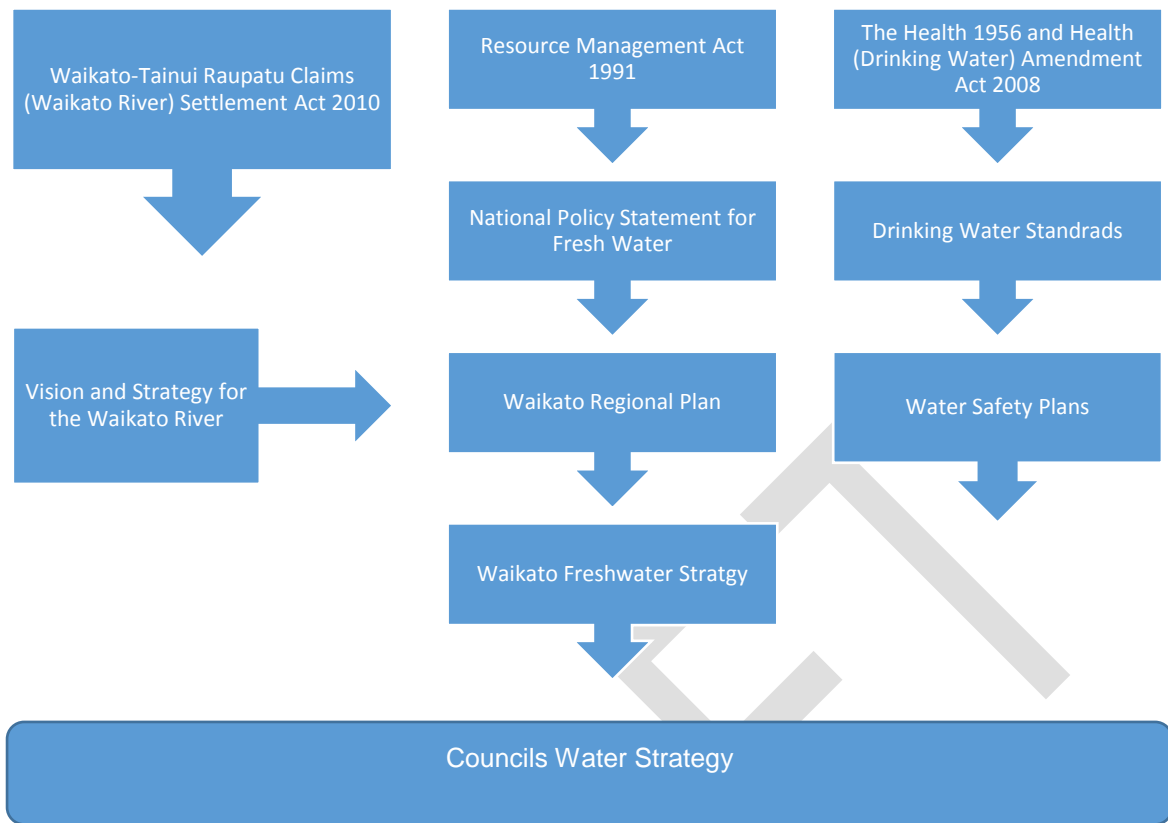 Waikato-Tainui Raupatu Claims
(Waikato River) Settlement Act 2010
Resource Management Act
1991
The Health 1956 and Health
(Drinking Water) Amendment
Act 2008
National Policy Statement for
Fresh Water
Drinking Water Standrads
Vision and Strategy for
the Waikato River
Waikato Regional Plan
Water Safety Plans
Waikato Freshwater Stratgy
Councils Water Strategy